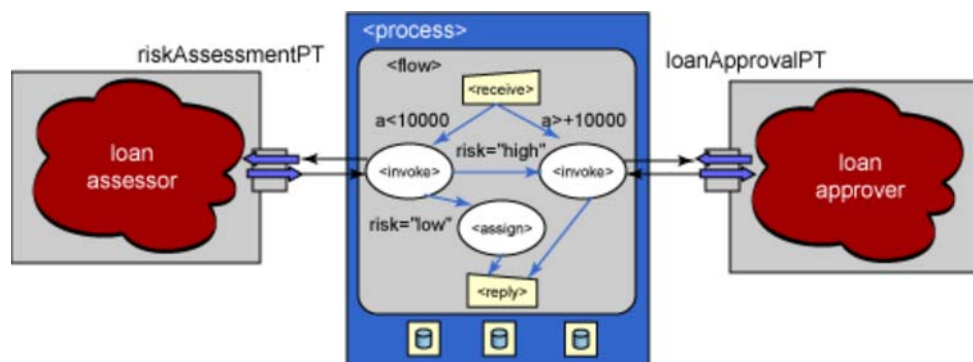 <process>
riskAssessmentPT
loanApprovalPT
<flow>
<receive>
a<10000
a>+10000
risk="high"
loan
assessor
<invoke>
<invoke>
loan
approver
risk="low"
<assign>
<reply>